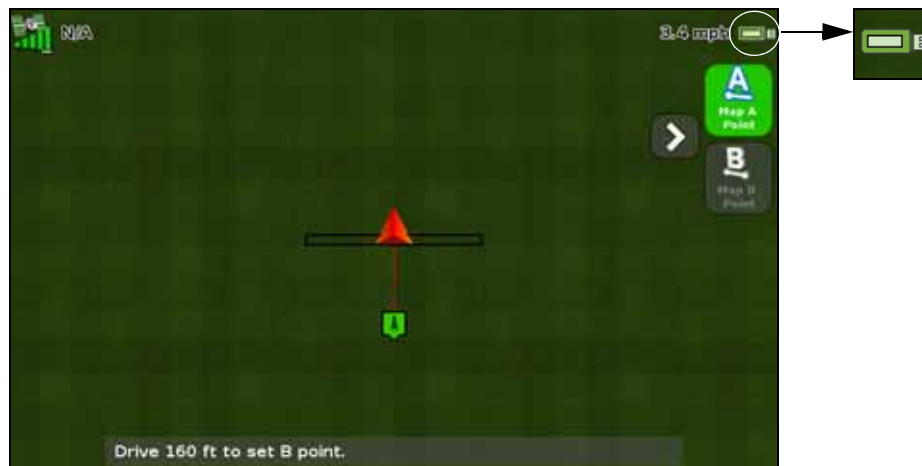 N/A
3.4 mph
A
Map A
Point
B
Map B
Point
Drive 160 ft to set B point.